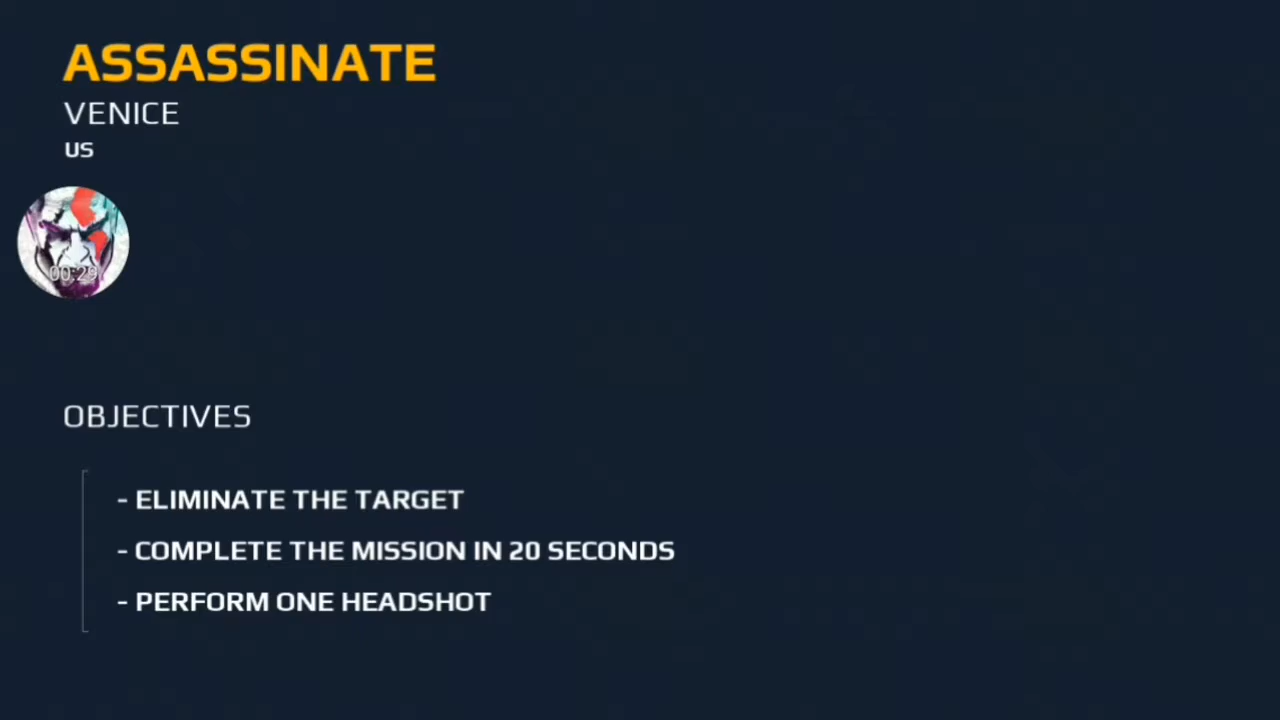 ASSASSINATE
VENICE
US
00:29
OBJECTIVES
- ELIMINATE THE TARGET
- COMPLETE THE MISSION IN 20 SECONDS
- PERFORM ONE HEADSHOT